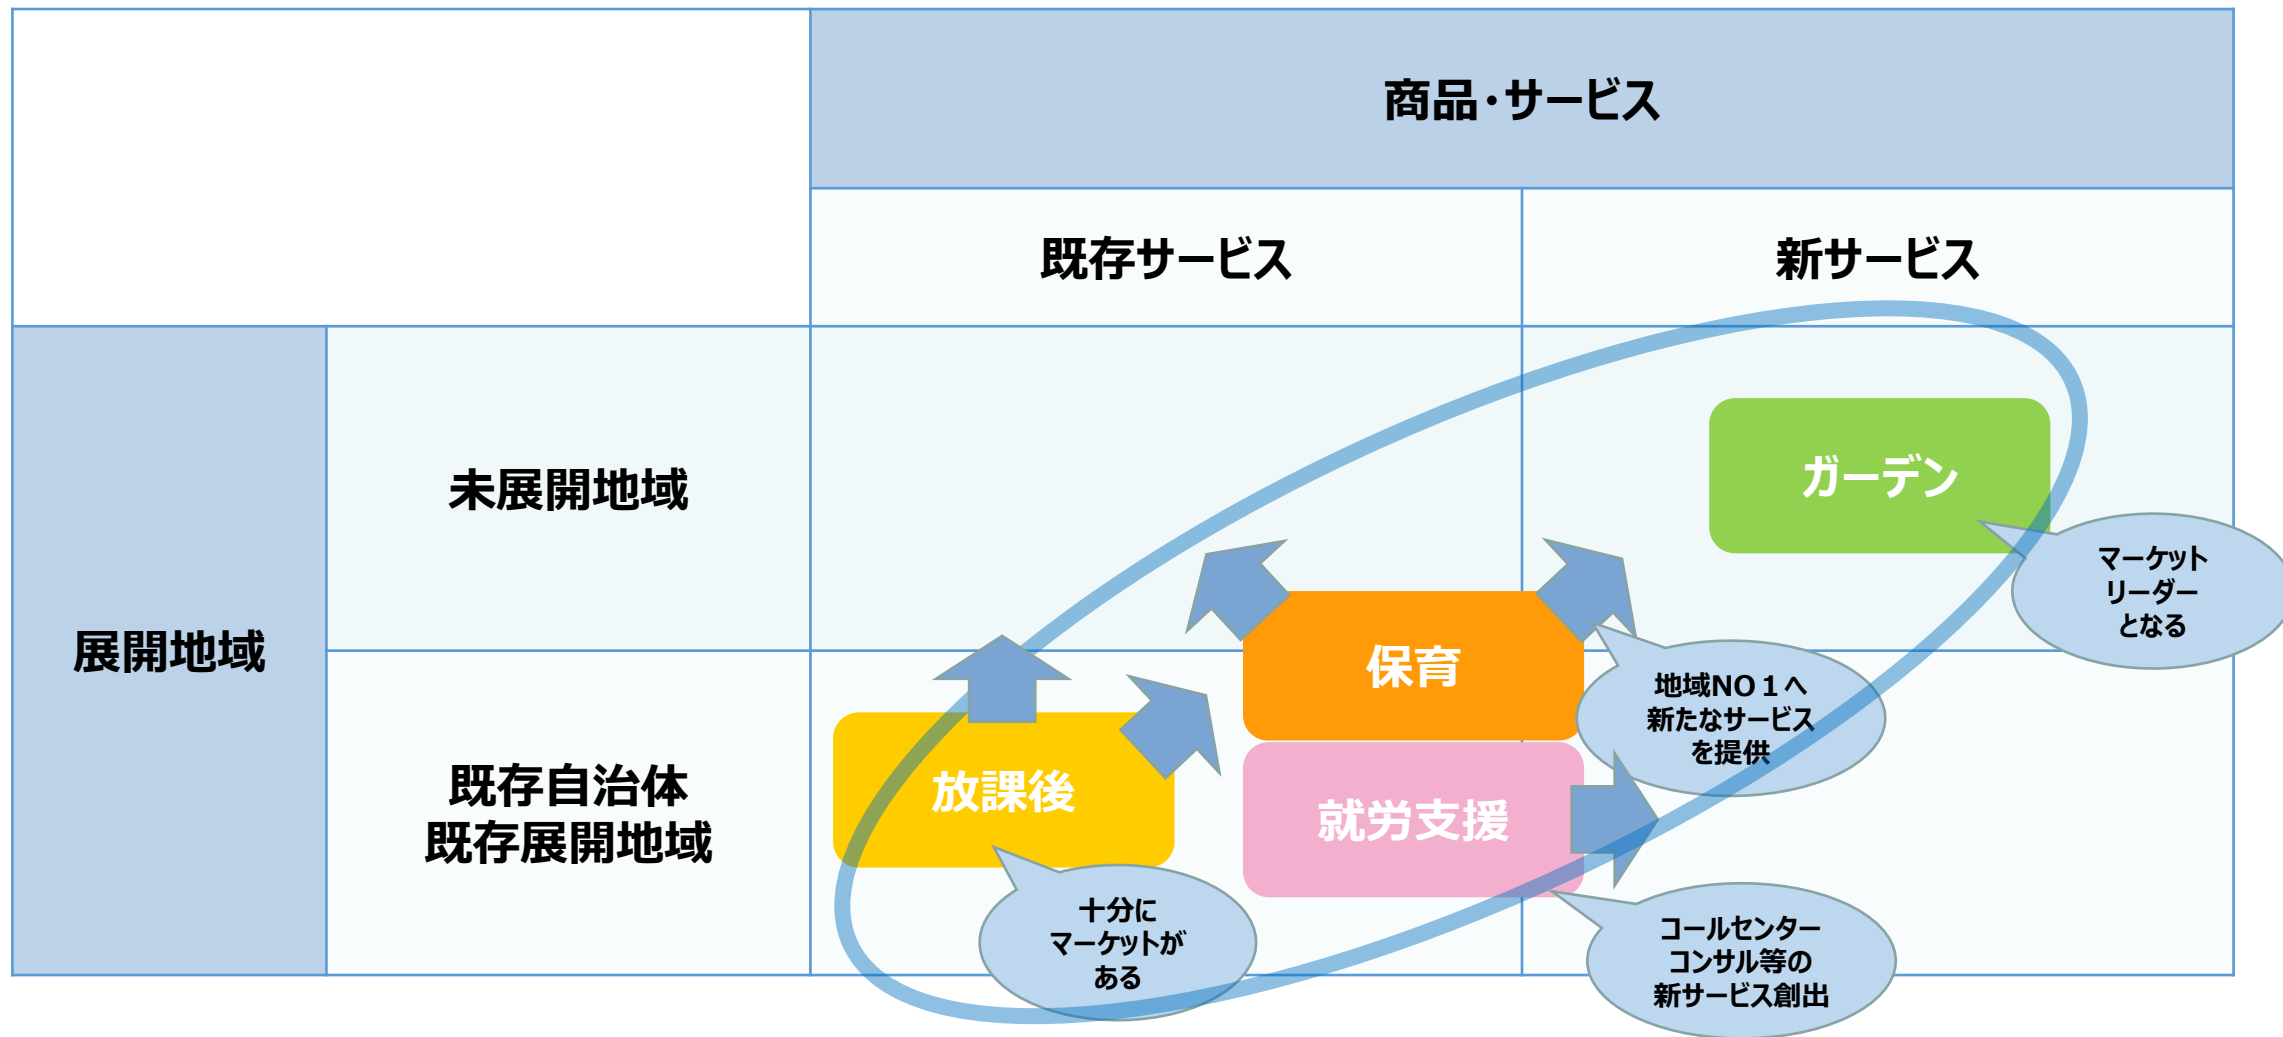 商品・サービス
既存サービス
新サービス
展開地域
未展開地域
ガーデン
マーケット
リーダー
となる
保育
地域NO１へ
新たなサービス
を提供
既存自治体
既存展開地域
放課後
就労支援
十分に
マーケットが
ある
コールセンター
コンサル等の
新サービス創出